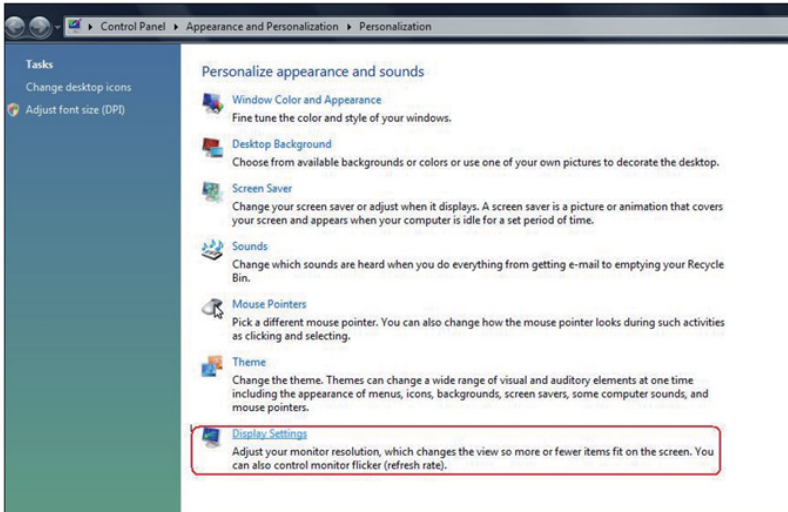 Control Panel ▸ Appearance and Personalization ▸ Personalization
Tasks
Change desktop icons
Adjust font size (DPI)
Personalize appearance and sounds
Window Color and Appearance
Fine tune the color and style of your windows.
Desktop Background
Choose from available backgrounds or colors or use one of your own pictures to decorate the desktop.
Screen Saver
Change your screen saver or adjust when it displays. A screen saver is a picture or animation that covers
your screen and appears when your computer is idle for a set period of time.
Sounds
Change which sounds are heard when you do everything from getting e-mail to emptying your Recycle
Bin.
Mouse Pointers
Pick a different mouse pointer. You can also change how the mouse pointer looks during such activities
as clicking and selecting.
Theme
Change the theme. Themes can change a wide range of visual and auditory elements at one time
including the appearance of menus, icons, backgrounds, screen savers, some computer sounds, and
mouse pointers.
Display Settings
Adjust your monitor resolution, which changes the view so more or fewer items fit on the screen. You
can also control monitor flicker (refresh rate).